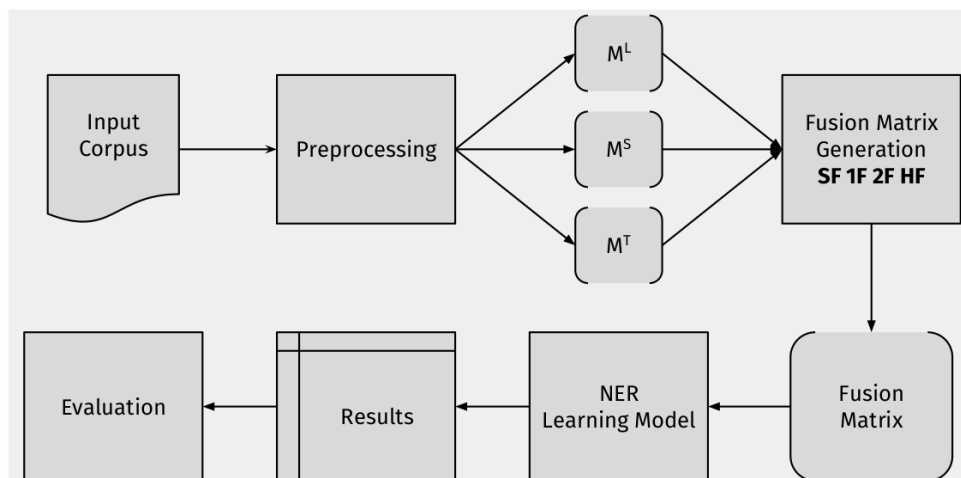 Input
Corpus
Preprocessing
M^L
M^S
M^T
Fusion Matrix
Generation
SF 1F 2F HF
Evaluation
Results
NER
Learning Model
Fusion
Matrix